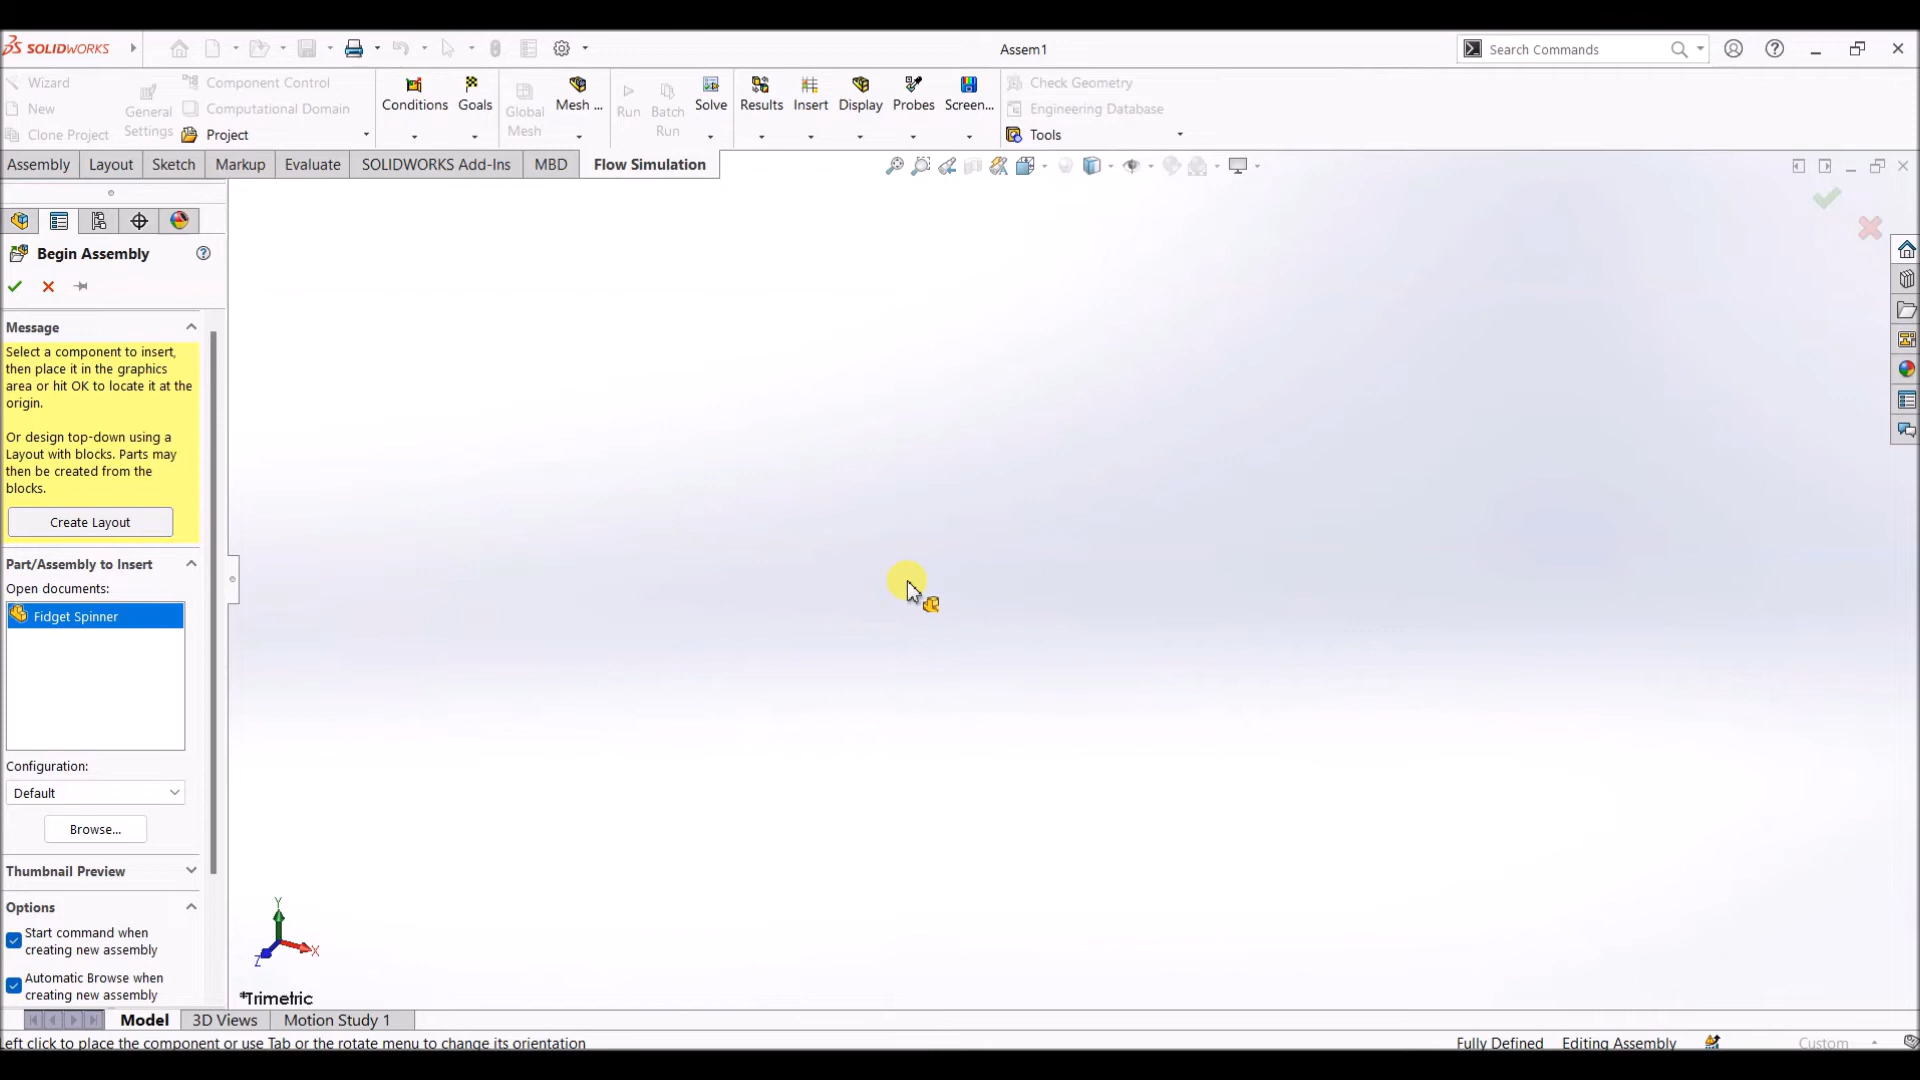 SOLIDWORKS
Assem1
Search Commands
Wizard
New
Clone Project
General
Settings
Component Control
Computational Domain
Project
Conditions
Goals
Global
Mesh
Mesh ...
Run
Batch
Run
Solve
Results
Insert
Display
Probes
Screen...
Check Geometry
Engineering Database
Tools
Assembly
Layout
Sketch
Markup
Evaluate
SOLIDWORKS Add-Ins
MBD
Flow Simulation
Begin Assembly
Message
Select a component to insert,
then place it in the graphics
area or hit OK to locate it at the
origin.
Or design top-down using a
Layout with blocks. Parts may
then be created from the
blocks.
Create Layout
Part/Assembly to Insert
Open documents:
Fidget Spinner
Configuration:
Default
Browse...
Thumbnail Preview
Options
Start command when
creating new assembly
Automatic Browse when
creating new assembly
Y
X
Z
*Trimetric
Model
3D Views
Motion Study 1
Left click to place the component or use Tab or the rotate menu to change its orientation
Fully Defined
Editing Assembly
Custom